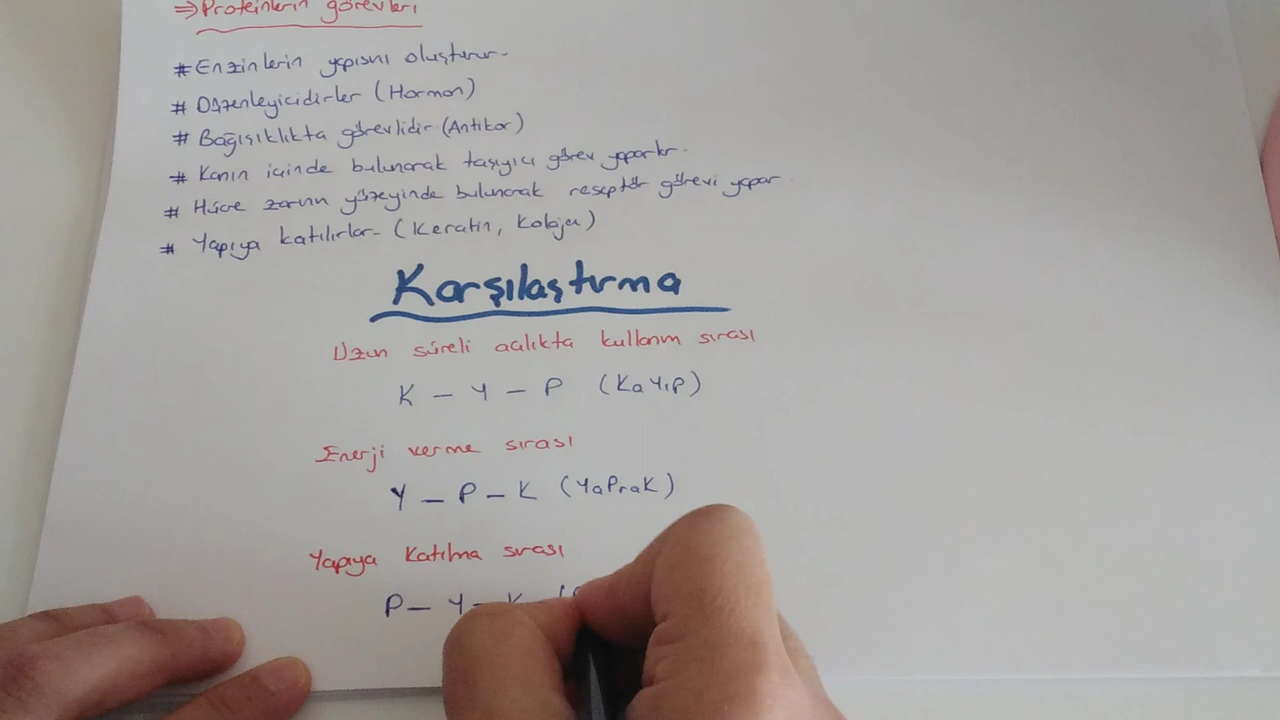 ⇒Proteinlerin görevleri
# Enzimlerin yapısını oluşturur.
# Düzenleyicidirler (Hormon)
# Bağışıklıkta görevlidir. (Antikor)
# Kanın içinde bulunarak taşıyıcı görev yaparlar.
# Hücre zarının yüzeyinde bulunarak reseptör görevi yapar.
# Yapıya katılırlar. (Keratin, Kolajen)
Karşılaştırma
Uzun süreli açlıkta kullanım sırası
K – Y – P (KaYıP)
Enerji verme sırası
Y – P – K (YaPraK)
Yapıya Katılma sırası
P – Y – K (